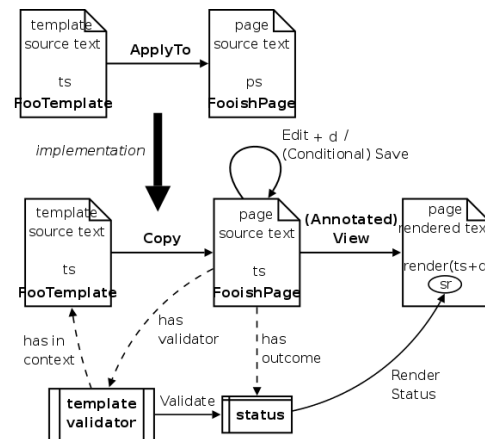 template
source text
ts
FooTemplate
ApplyTo
page
source text
ps
FooishPage
implementation
Edit + d /
(Conditional) Save
template
source text
ts
FooTemplate
Copy
page
source text
ts
FooishPage
(Annotated)
View
page
rendered tex
render(ts+d
sr
has in
context
has
validator
has
outcome
Render
Status
template
validator
Validate
status